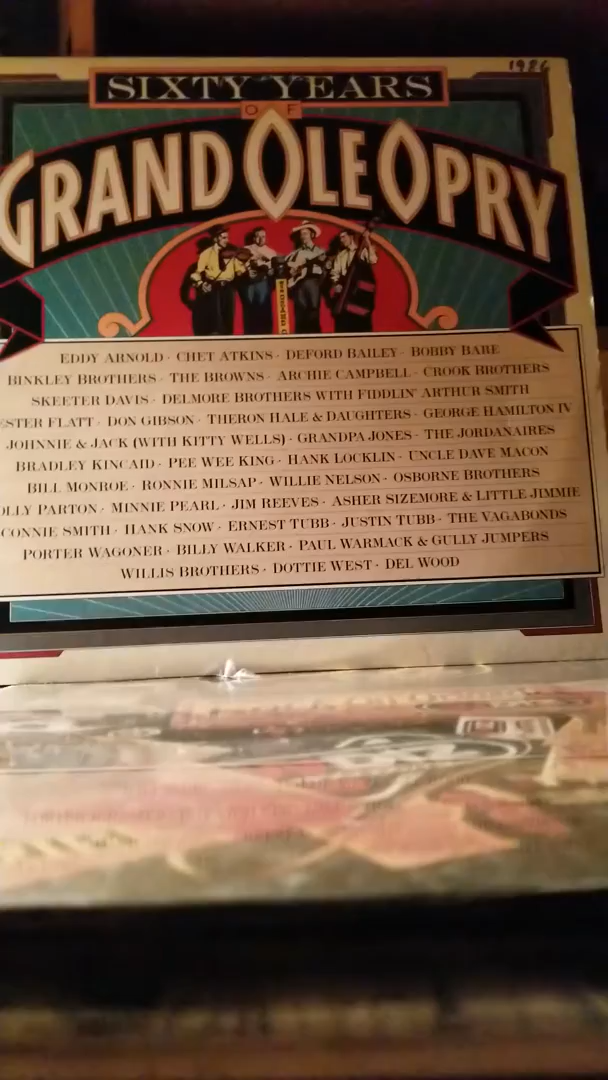 1986
SIXTY YEARS
OF
GRAND OLE OPRY
EDDY ARNOLD · CHET ATKINS · DEFORD BAILEY · BOBBY BARE
BINKLEY BROTHERS · THE BROWNS · ARCHIE CAMPBELL · CROOK BROTHERS
SKEETER DAVIS · DELMORE BROTHERS WITH FIDDLIN' ARTHUR SMITH
ESTER FLATT · DON GIBSON · THERON HALE & DAUGHTERS · GEORGE HAMILTON IV
JOHNNIE & JACK (WITH KITTY WELLS) · GRANDPA JONES · THE JORDANAIRES
BRADLEY KINCAID · PEE WEE KING · HANK LOCKLIN · UNCLE DAVE MACON
BILL MONROE · RONNIE MILSAP · WILLIE NELSON · OSBORNE BROTHERS
OLLY PARTON · MINNIE PEARL · JIM REEVES · ASHER SIZEMORE & LITTLE JIMMIE
CONNIE SMITH · HANK SNOW · ERNEST TUBB · JUSTIN TUBB · THE VAGABONDS
PORTER WAGONER · BILLY WALKER · PAUL WARMACK & GULLY JUMPERS
WILLIS BROTHERS · DOTTIE WEST · DEL WOOD